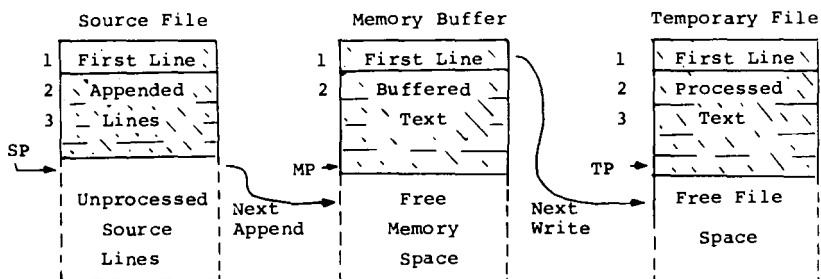 Source File
Memory Buffer
Temporary File
1 First Line
1 First Line
1 First Line
2 Appended
2 Buffered
2 Processed
3 Lines
Text
3 Text
SP
MP
TP
Unprocessed
Source
Lines
Next
Append
Free
Memory
Space
Next
Write
Free File
Space